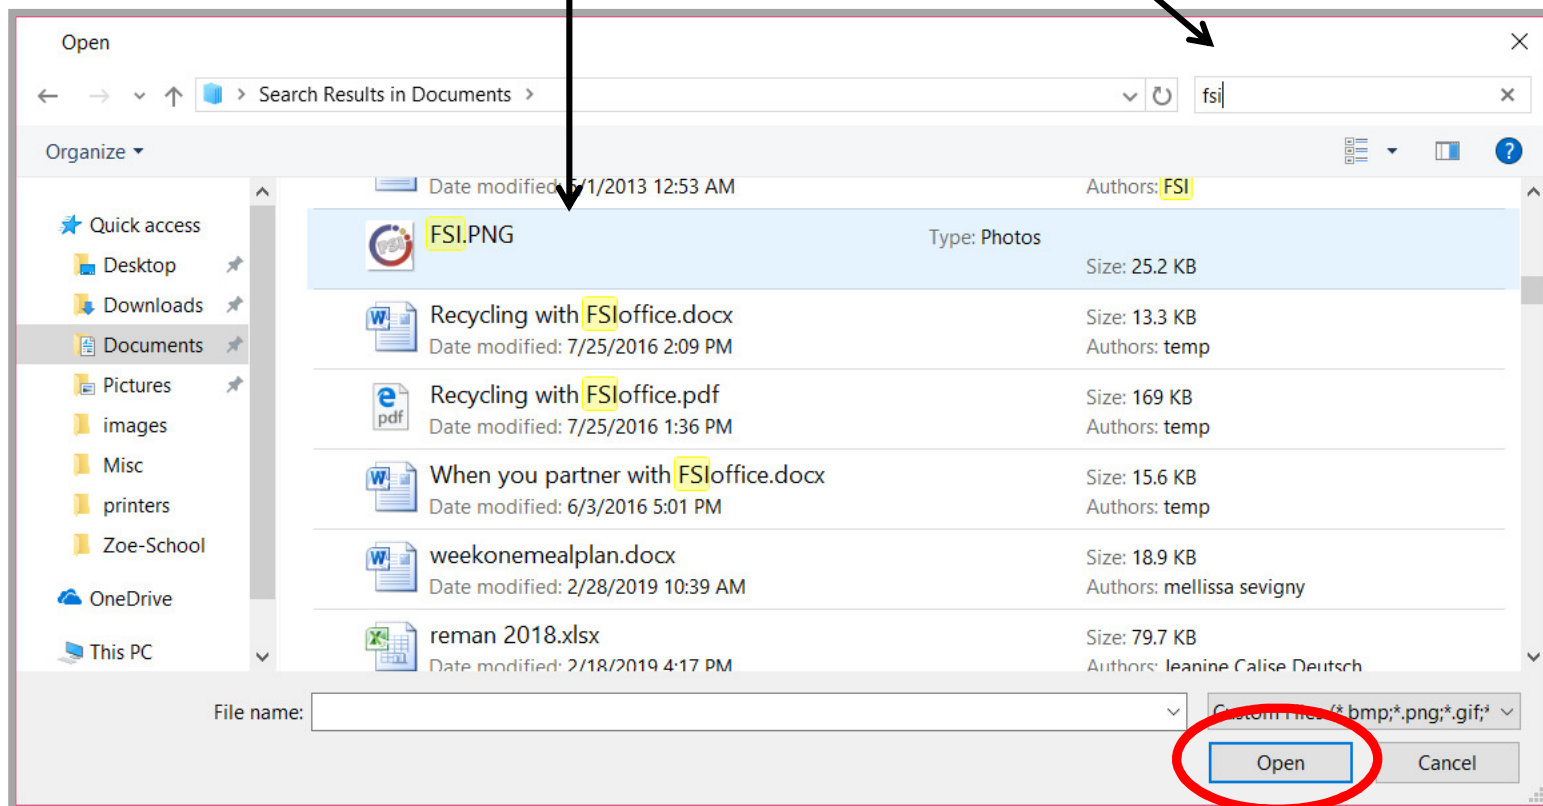 Open
Search Results in Documents
fsi
Organize
Date modified: 6/1/2013 12:53 AM Authors: FSI
Quick access
Desktop
Downloads
Documents
Pictures
images
Misc
printers
Zoe-School
OneDrive
This PC
FSI
FSI.PNG Type: Photos
Size: 25.2 KB
Recycling with FSIoffice.docx Size: 13.3 KB
Date modified: 7/25/2016 2:09 PM Authors: temp
pdf
Recycling with FSIoffice.pdf Size: 169 KB
Date modified: 7/25/2016 1:36 PM Authors: temp
When you partner with FSIoffice.docx Size: 15.6 KB
Date modified: 6/3/2016 5:01 PM Authors: temp
weekonemealplan.docx Size: 18.9 KB
Date modified: 2/28/2019 10:39 AM Authors: mellissa sevigny
reman 2018.xlsx Size: 79.7 KB
Date modified: 2/18/2019 4:17 PM Authors: Jeanine Calise Deutsch
File name: Custom Files (*.bmp;*.png;*.gif;*
Open Cancel